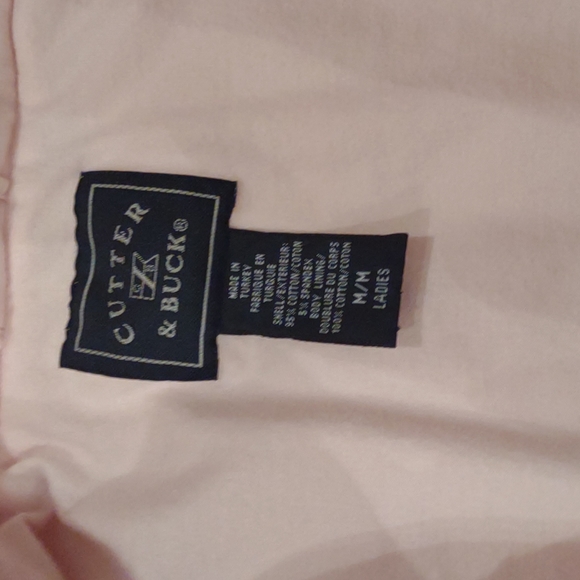 CUTTER
C&B
& BUCK®
MADE IN
TURKEY
FABRIQUE EN
TURQUIE
SHELL/EXTERIEUR:
95% COTTON/COTON
5% SPANDEX
BODY LINING/
DOUBLURE DU CORPS
100% COTTON/COTON
M/M
LADIES